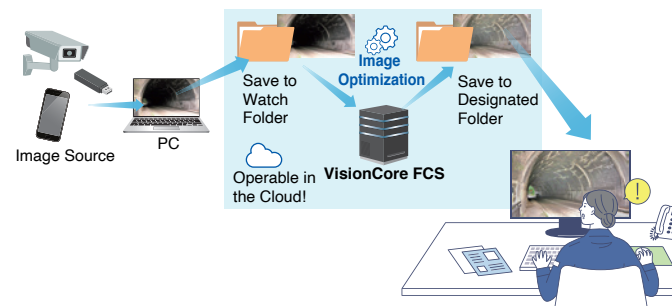 Image Source
PC
Save to
Watch
Folder
Image
Optimization
VisionCore FCS
Save to
Designated
Folder
Operable in
the Cloud!
!